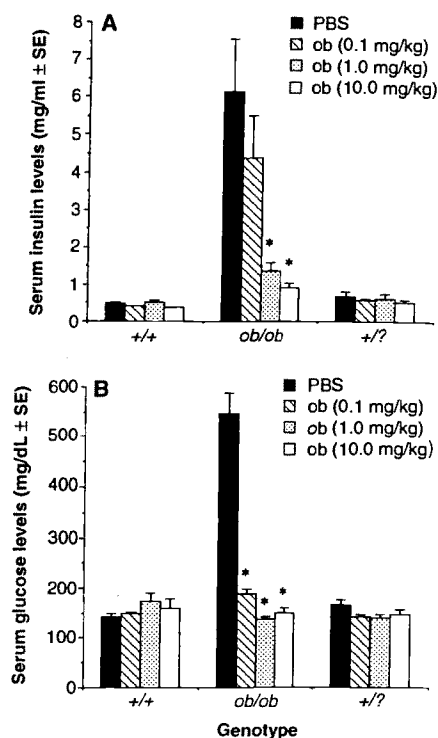 A
PBS
ob (0.1 mg/kg)
ob (1.0 mg/kg)
ob (10.0 mg/kg)
Serum insulin levels (mg/ml ± SE)
8
7
6
5
4
3
2
1
0
*
*
+/+
ob/ob
+/?
B
PBS
ob (0.1 mg/kg)
ob (1.0 mg/kg)
ob (10.0 mg/kg)
Serum glucose levels (mg/dL ± SE)
600
500
400
300
200
100
0
*
*
*
+/+
ob/ob
+/?
Genotype